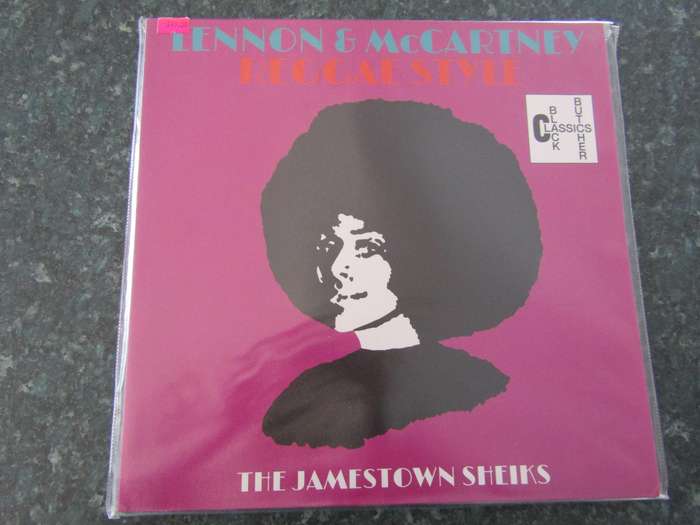 LENNON & McCARTNEY
REGGAE STYLE
BLACK
CLASSICS
BUTCHER
THE JAMESTOWN SHEIKS